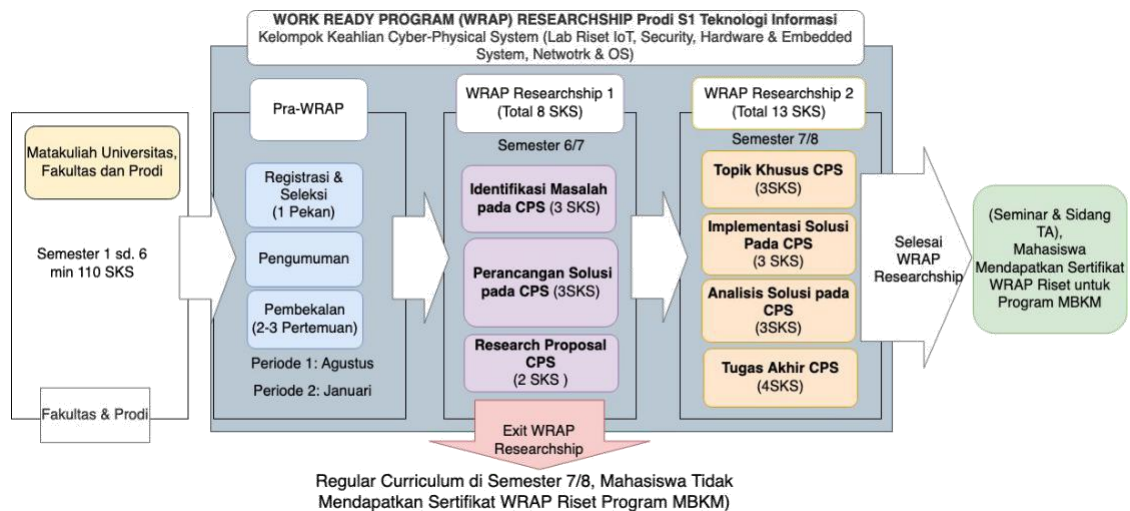 WORK READY PROGRAM (WRAP) RESEARCHSHIP Prodi S1 Teknologi Informasi
Kelompok Keahlian Cyber-Physical System (Lab Riset IoT, Security, Hardware & Embedded
System, Netwotrk & OS)
Matakuliah Universitas,
Fakultas dan Prodi
Semester 1 sd. 6
min 110 SKS
Fakultas & Prodi
Pra-WRAP
Registrasi &
Seleksi
(1 Pekan)
Pengumuman
Pembekalan
(2-3 Pertemuan)
Periode 1: Agustus
Periode 2: Januari
WRAP Researchship 1
(Total 8 SKS)
Semester 6/7
Identifikasi Masalah
pada CPS (3 SKS)
Perancangan Solusi
pada CPS (3SKS)
Research Proposal
CPS
(2 SKS )
Exit WRAP
Researchship
Regular Curriculum di Semester 7/8, Mahasiswa Tidak
Mendapatkan Sertifikat WRAP Riset Program MBKM)
WRAP Researchship 2
(Total 13 SKS)
Semester 7/8
Topik Khusus CPS
(3SKS)
Implementasi Solusi
Pada CPS
(3 SKS)
Analisis Solusi pada
CPS
(3SKS)
Tugas Akhir CPS
(4SKS)
Selesai
WRAP
Researchship
(Seminar & Sidang
TA),
Mahasiswa
Mendapatkan Sertifikat
WRAP Riset untuk
Program MBKM